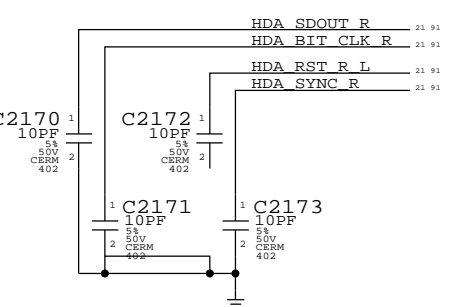 HDA_SDOUT_R 21 91
HDA_BIT_CLK_R 21 91
HDA_RST_R_L 21 91
HDA_SYNC_R 21 91
C2170 1
10PF
5%
50V 2
CERM
402
C2172 1
10PF
5%
50V 2
CERM
402
1 C2171
10PF
5%
50V
2 CERM
402
1 C2173
10PF
5%
50V
2 CERM
402